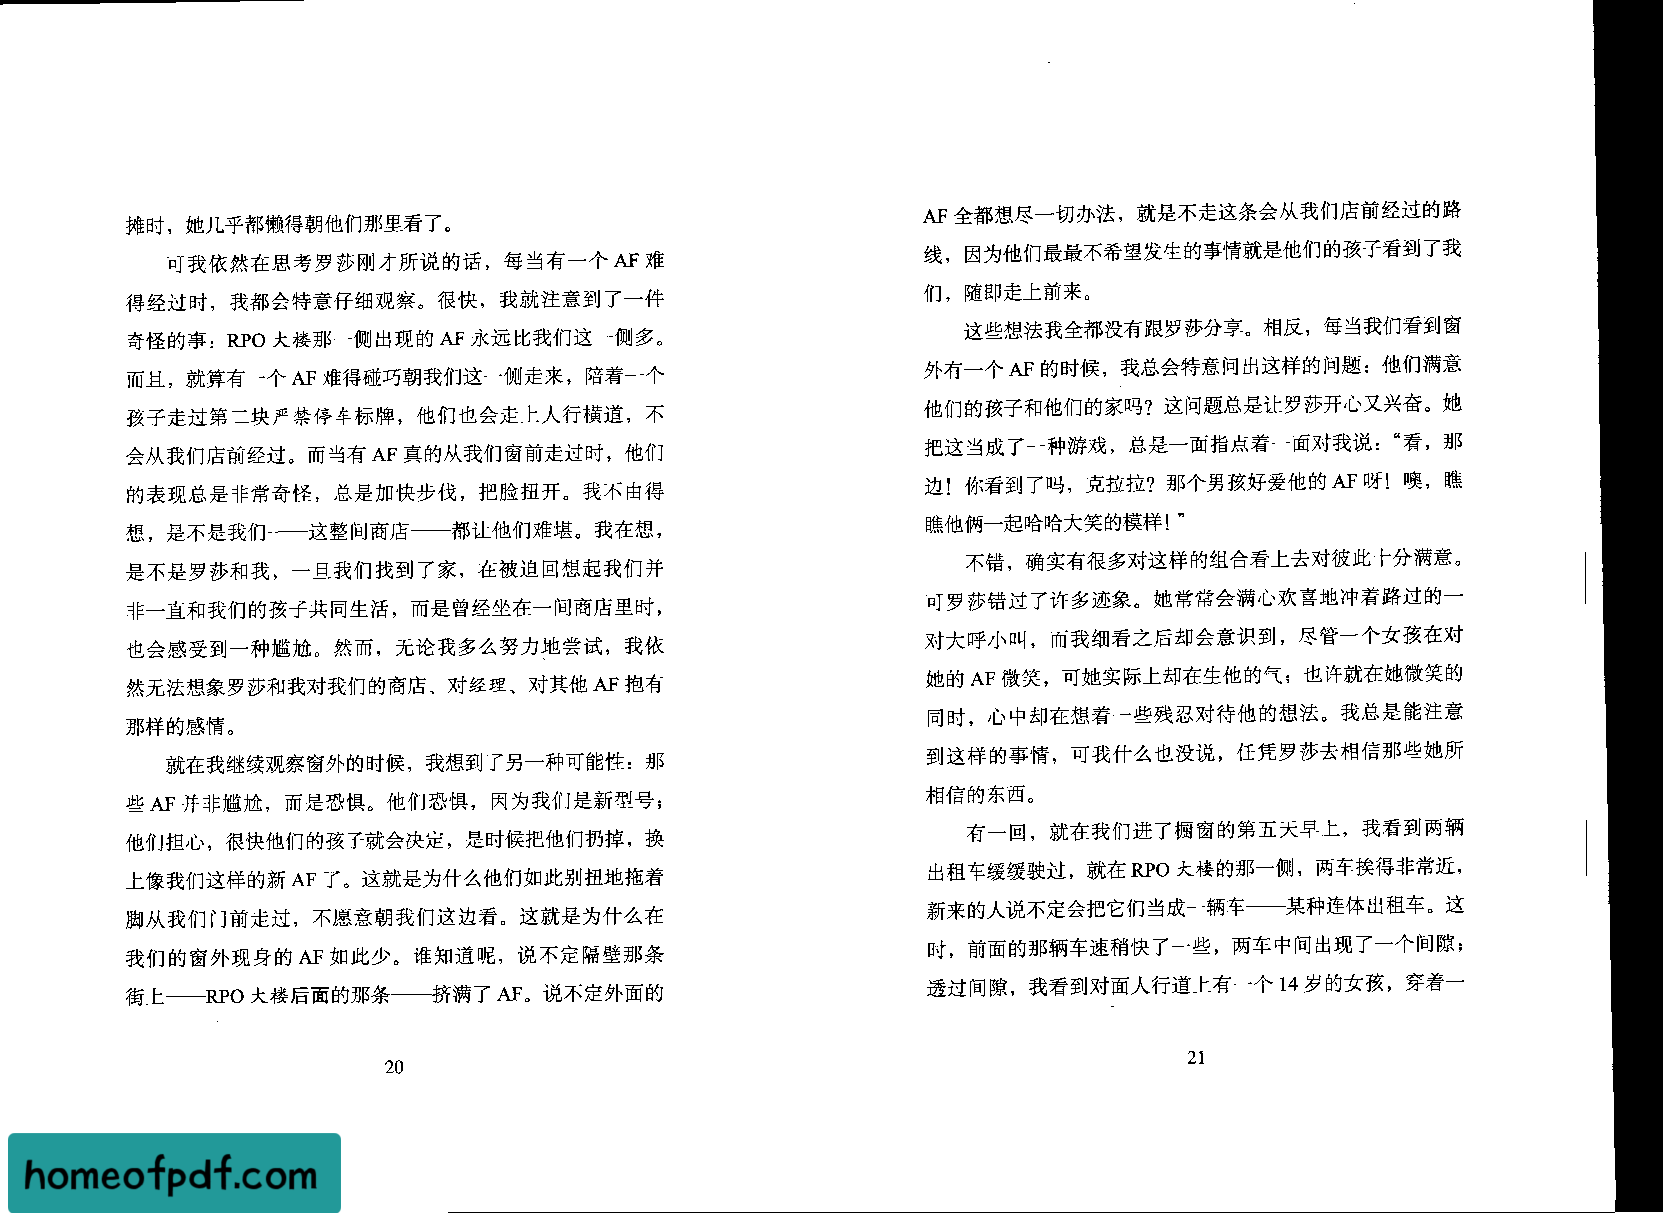 摊时，她几乎都懒得朝他们那里看了。
可我依然在思考罗莎刚才所说的话，每当有一个 AF 难
得经过时，我都会特意仔细观察。很快，我就注意到了一件
奇怪的事：RPO 大楼那一侧出现的 AF 永远比我们这一侧多。
而且，就算有一个 AF 难得碰巧朝我们这一侧走来，陪着一个
孩子走过第二块严禁停车标牌，他们也会走上人行横道，不
会从我们店前经过。而当有 AF 真的从我们窗前走过时，他们
的表现总是非常奇怪，总是加快步伐，把脸扭开。我不由得
想，是不是我们——这整间商店——都让他们难堪。我在想，
是不是罗莎和我，一旦我们找到了家，在被迫回想起我们并
非一直和我们的孩子共同生活，而是曾经坐在一间商店里时，
也会感受到一种尴尬。然而，无论我多么努力地尝试，我依
然无法想象罗莎和我对我们的商店、对经理、对其他 AF 抱有
那样的感情。
就在我继续观察窗外的时候，我想到了另一种可能性：那
些 AF 并非尴尬，而是恐惧。他们恐惧，因为我们是新型号；
他们担心，很快他们的孩子就会决定，是时候把他们扔掉，换
上像我们这样的新 AF 了。这就是为什么他们如此别扭地拖着
脚从我们门前走过，不愿意朝我们这边看。这就是为什么在
我们的窗外现身的 AF 如此少。谁知道呢，说不定隔壁那条
街上——RPO 大楼后面的那条——挤满了 AF。说不定外面的
20
AF 全都想尽一切办法，就是不走这条会从我们店前经过的路
线，因为他们最最不希望发生的事情就是他们的孩子看到了我
们，随即走上前来。
这些想法我全都没有跟罗莎分享。相反，每当我们看到窗
外有一个 AF 的时候，我总会特意问出这样的问题：他们满意
他们的孩子和他们的家吗？这问题总是让罗莎开心又兴奋。她
把这当成了一种游戏，总是一面指点着一面对我说：“看，那
边！你看到了吗，克拉拉？那个男孩好爱他的 AF 呀！噢，瞧
瞧他俩一起哈哈大笑的模样！”
不错，确实有很多对这样的组合看上去对彼此十分满意。
可罗莎错过了许多迹象。她常常会满心欢喜地冲着路过的一
对大呼小叫，而我细看之后却会意识到，尽管一个女孩在对
她的 AF 微笑，可她实际上却在生他的气；也许就在她微笑的
同时，心中却在想着一些残忍对待他的想法。我总是能注意
到这样的事情，可我什么也没说，任凭罗莎去相信那些她所
相信的东西。
有一回，就在我们进了橱窗的第五天早上，我看到两辆
出租车缓缓驶过，就在 RPO 大楼的那一侧，两车挨得非常近，
新来的人说不定会把它们当成一辆车——某种连体出租车。这
时，前面的那辆车速稍快了一些，两车中间出现了一个间隙；
透过间隙，我看到对面人行道上有一个 14 岁的女孩，穿着一
21
homeofpdf.com